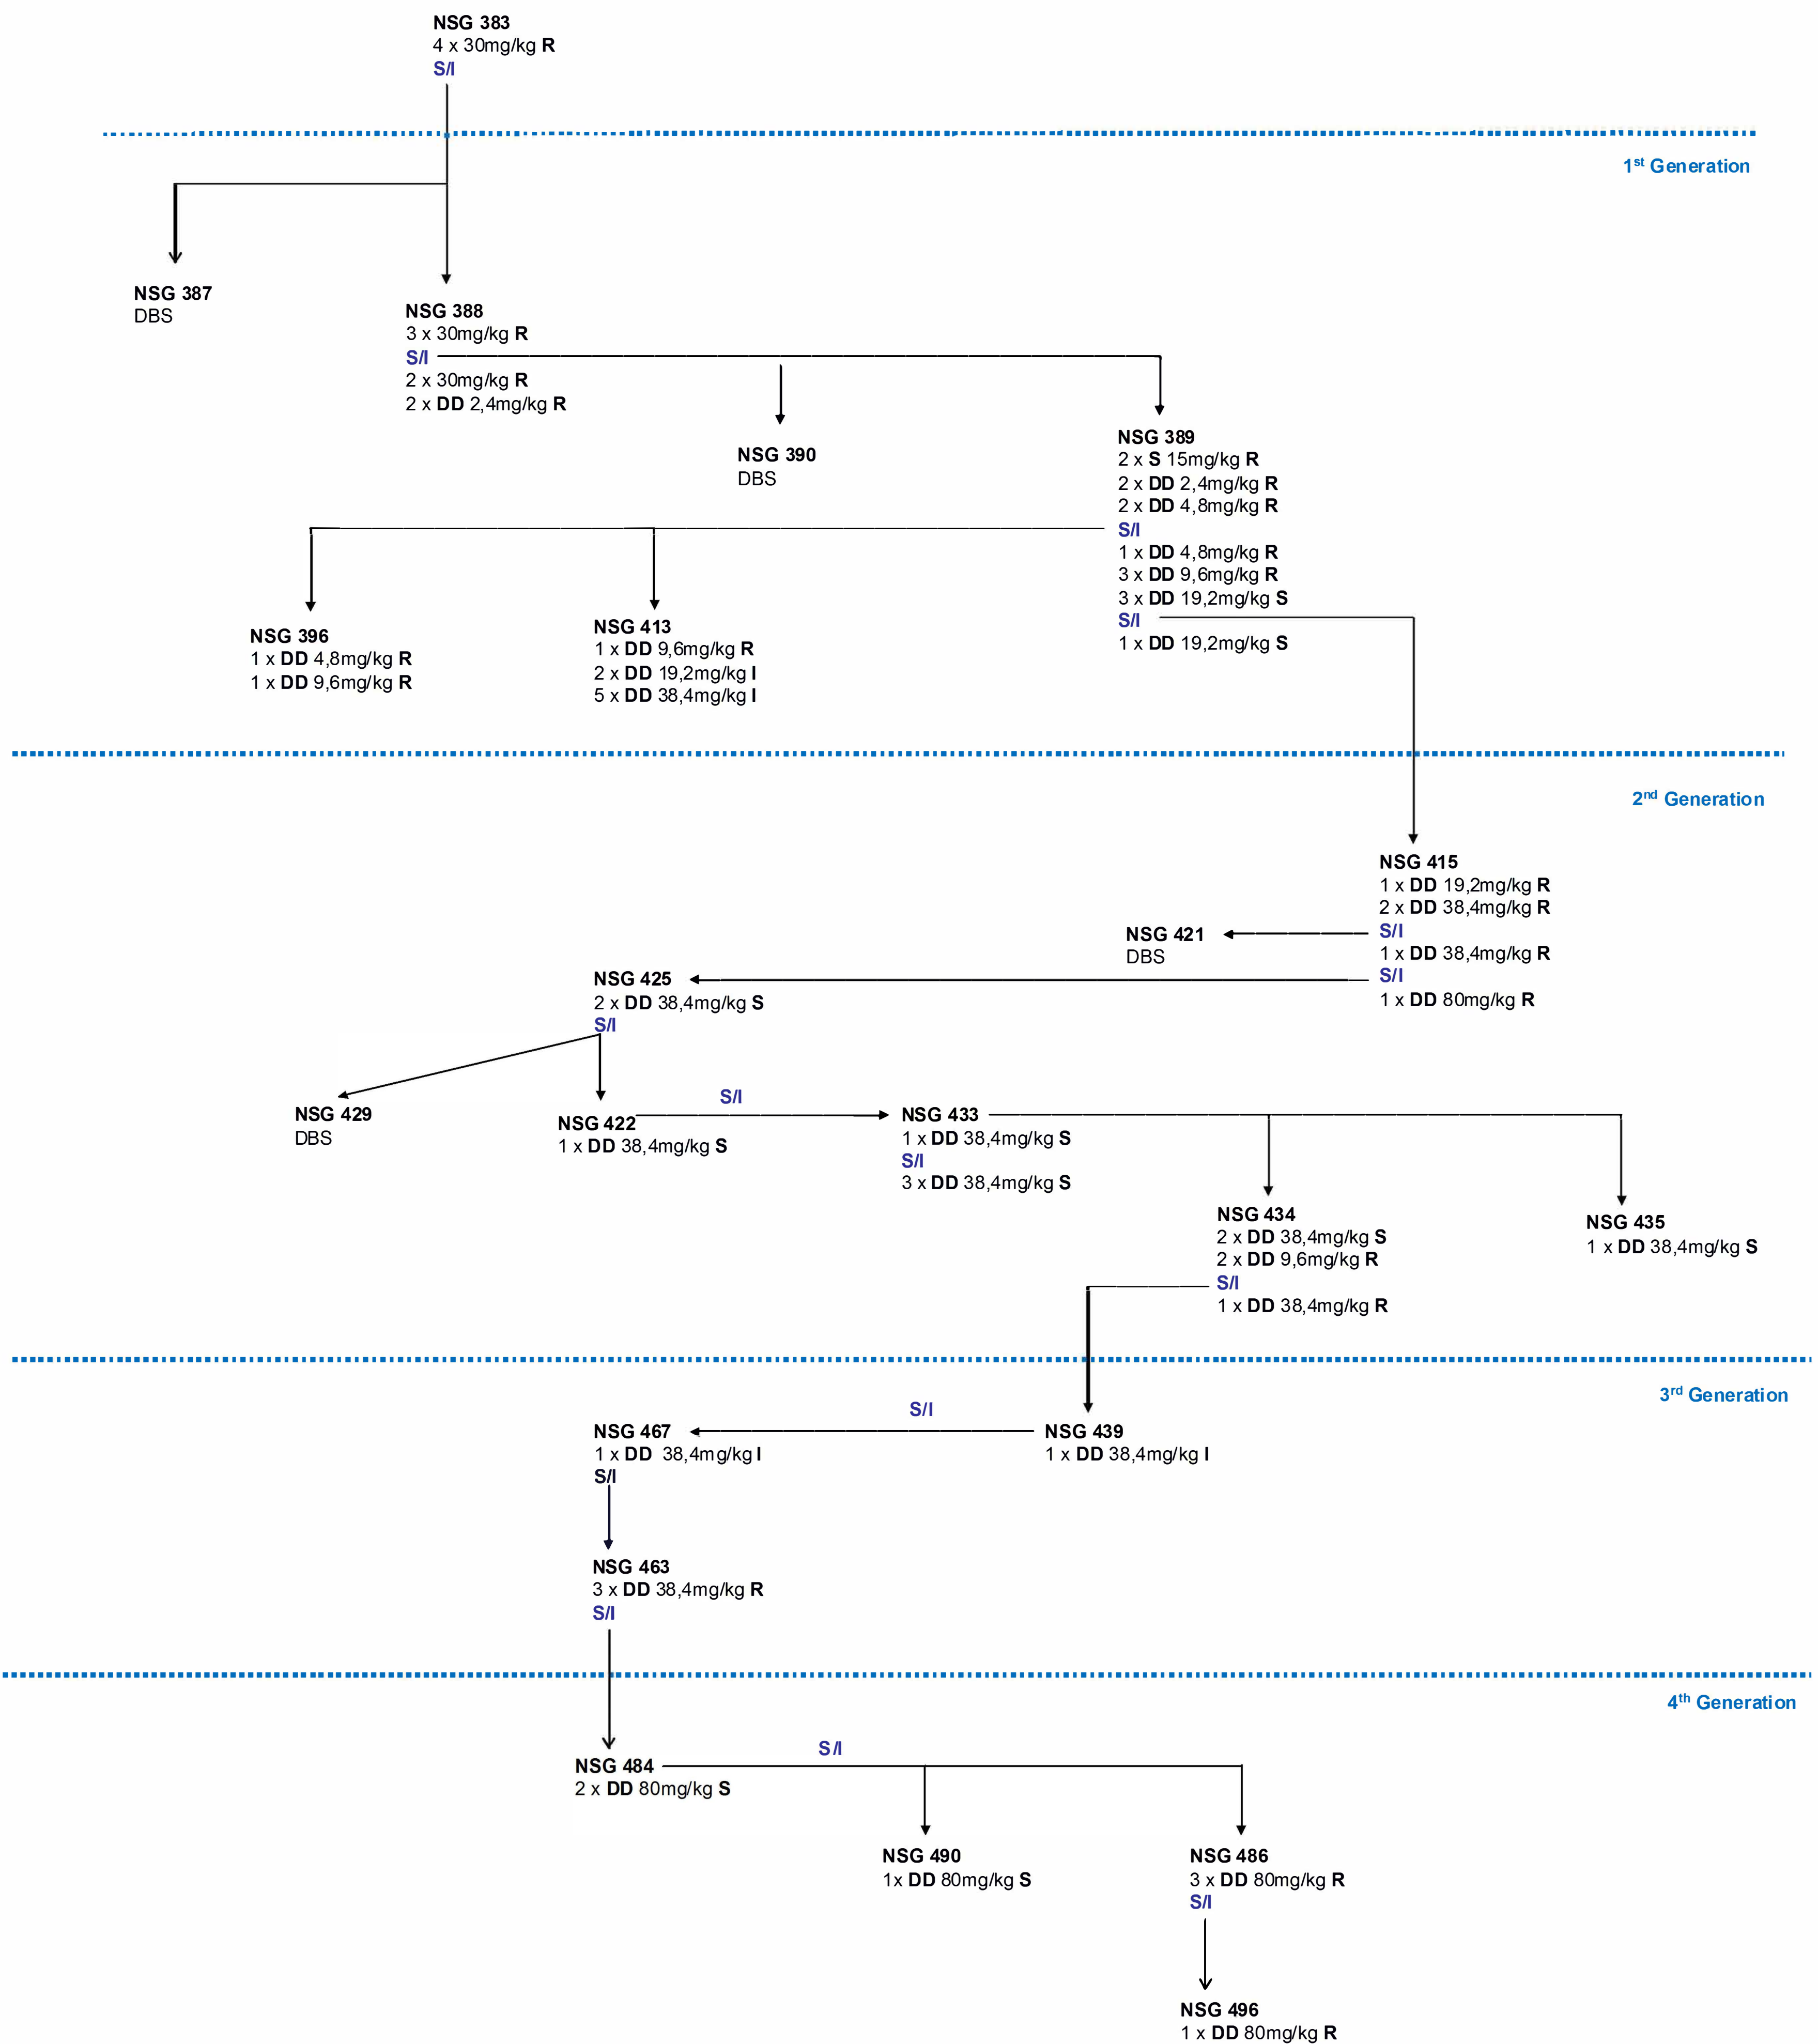 NSG 383
4 x 30mg/kg R
S/I
1st Generation
NSG 387
DBS
NSG 388
3 x 30mg/kg R
S/I
2 x 30mg/kg R
2 x DD 2,4mg/kg R
NSG 390
DBS
NSG 389
2 x S 15mg/kg R
2 x DD 2,4mg/kg R
2 x DD 4,8mg/kg R
S/I
1 x DD 4,8mg/kg R
3 x DD 9,6mg/kg R
3 x DD 19,2mg/kg S
S/I
1 x DD 19,2mg/kg S
NSG 396
1 x DD 4,8mg/kg R
1 x DD 9,6mg/kg R
NSG 413
1 x DD 9,6mg/kg R
2 x DD 19,2mg/kg I
5 x DD 38,4mg/kg I
2nd Generation
NSG 415
1 x DD 19,2mg/kg R
2 x DD 38,4mg/kg R
S/I
1 x DD 38,4mg/kg R
S/I
1 x DD 80mg/kg R
NSG 421
DBS
NSG 425
2 x DD 38,4mg/kg S
S/I
NSG 429
DBS
NSG 422
1 x DD 38,4mg/kg S
S/I
NSG 433
1 x DD 38,4mg/kg S
S/I
3 x DD 38,4mg/kg S
NSG 434
2 x DD 38,4mg/kg S
2 x DD 9,6mg/kg R
S/I
1 x DD 38,4mg/kg R
NSG 435
1 x DD 38,4mg/kg S
3rd Generation
NSG 439
1 x DD 38,4mg/kg I
S/I
NSG 467
1 x DD 38,4mg/kg I
S/I
NSG 463
3 x DD 38,4mg/kg R
S/I
4th Generation
NSG 484
2 x DD 80mg/kg S
S/I
NSG 490
1x DD 80mg/kg S
NSG 486
3 x DD 80mg/kg R
S/I
NSG 496
1 x DD 80mg/kg R